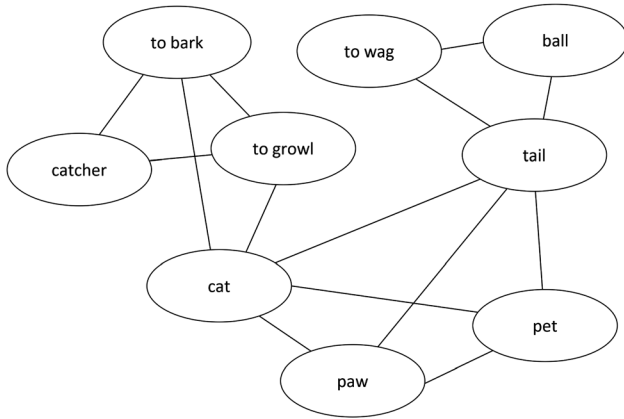 to bark
to wag
ball
catcher
to growl
tail
cat
pet
paw